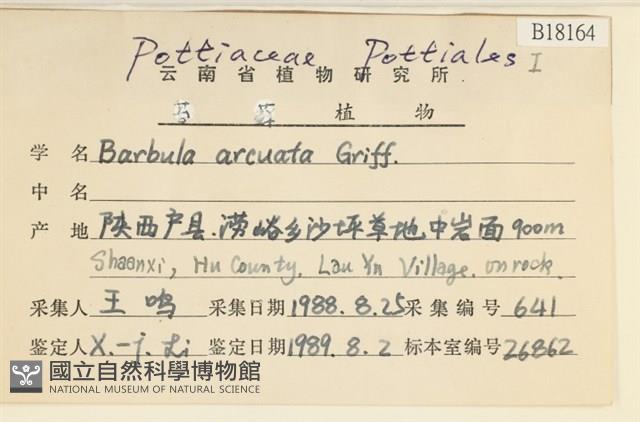 B18164
Pottiaceae Pottiales I
云南省植物研究所
苔藓植物
学名 Barbula arcuata Griff.
中名
产地 陕西户县.涝峪乡沙坪草地中岩面900m
Shaanxi, Hu County, Lau Yu Village. on rock.
采集人 王鸣 采集日期 1988.8.25 采集编号 641
鉴定人 X.-j. Li 鉴定日期 1989.8.2 标本室编号 26862
國立自然科學博物館
NATIONAL MUSEUM OF NATURAL SCIENCE